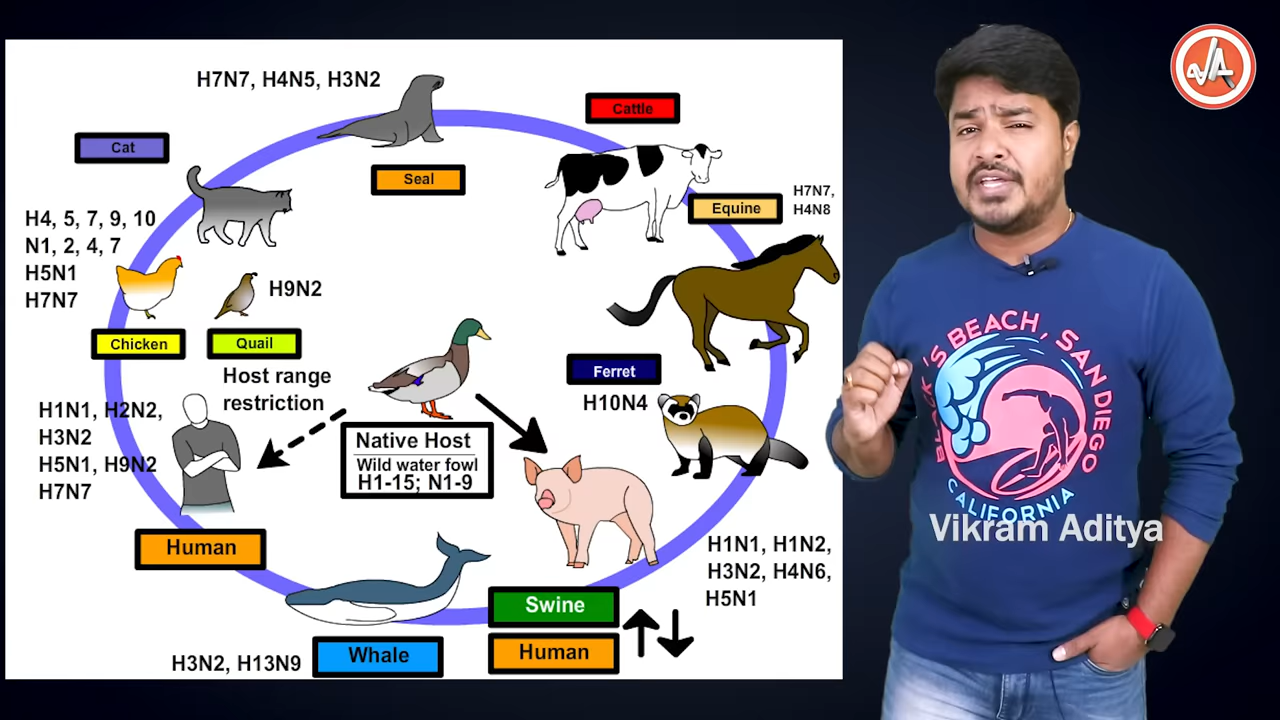 H7N7, H4N5, H3N2
Cattle
Cat
Seal
Equine
H7N7,
H4N8
H4, 5, 7, 9, 10
N1, 2, 4, 7
H5N1
H7N7
H9N2
Chicken
Quail
Host range
restriction
Ferret
H10N4
H1N1, H2N2,
H3N2
H5N1, H9N2
H7N7
Native Host
Wild water fowl
H1-15; N1-9
Human
H1N1, H1N2,
H3N2, H4N6,
H5N1
Swine
Human
Whale
H3N2, H13N9
VA
BLACK'S BEACH, SAN DIEGO
CALIFORNIA
Vikram Aditya